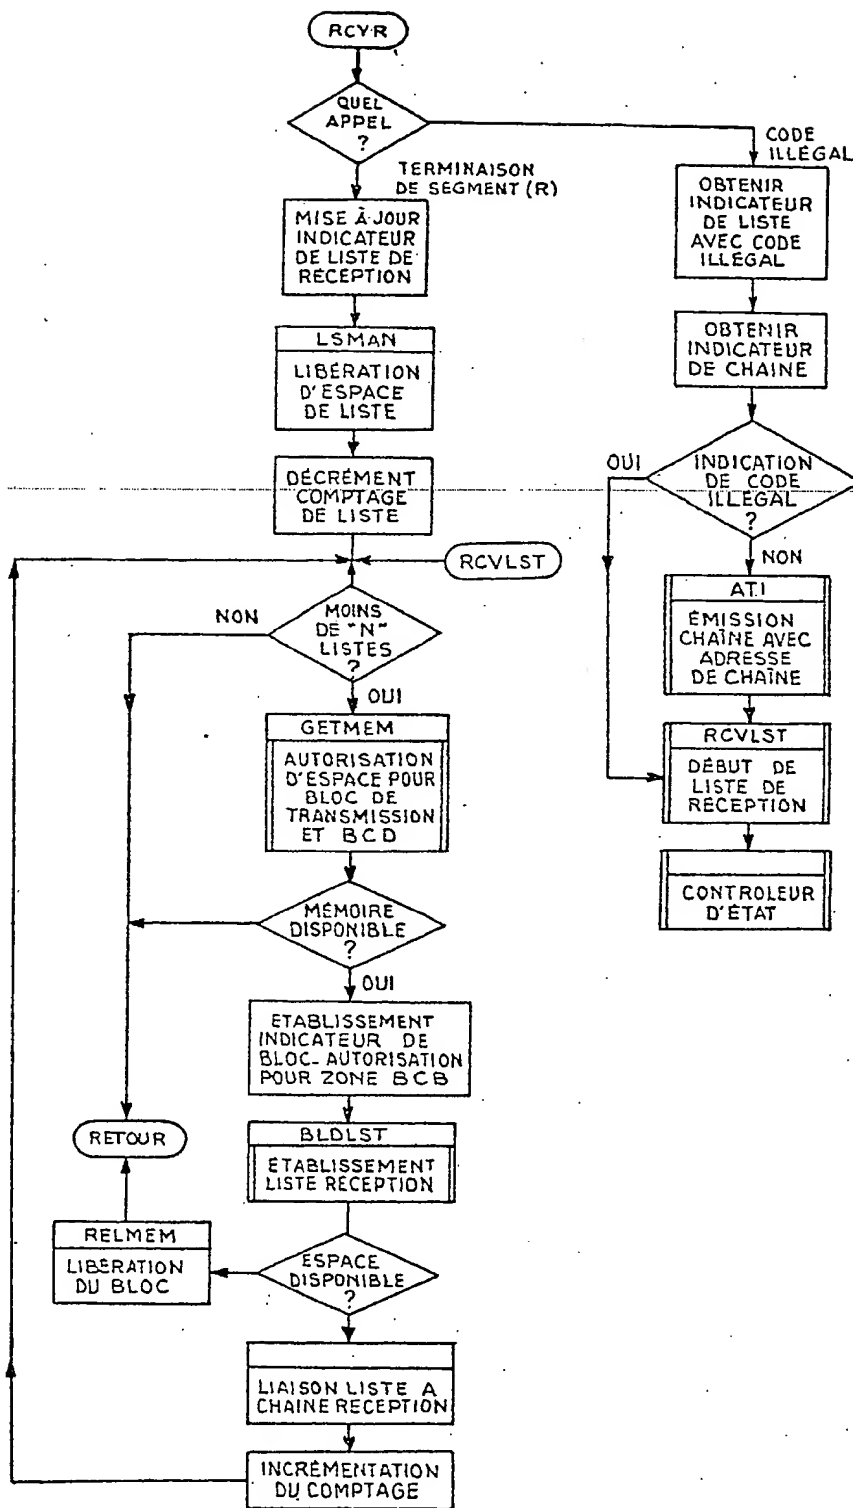 RCYR
QUEL
APPEL
?
CODE
ILLÉGAL
TERMINAISON
DE SEGMENT (R)
MISE À JOUR
INDICATEUR
DE LISTE DE
RÉCEPTION
OBTENIR
INDICATEUR
DE LISTE
AVEC CODE
ILLÉGAL
LSMAN
LIBÉRATION
D'ESPACE
DE LISTE
OBTENIR
INDICATEUR
DE CHAINE
DÉCRÉMENT
COMPTAGE
DE LISTE
OUI
INDICATION
DE CODE
ILLÉGAL
?
NON
RCVLST
NON
MOINS
DE "N"
LISTES
?
OUI
ATI
ÉMISSION
CHAÎNE AVEC
ADRESSE
DE CHAÎNE
GETMEM
AUTORISATION
D'ESPACE POUR
BLOC DE
TRANSMISSION
ET BCD
RCVLST
DÉBUT DE
LISTE DE
RÉCEPTION
CONTROLEUR
D'ÉTAT
MÉMOIRE
DISPONIBLE
?
OUI
ETABLISSEMENT
INDICATEUR DE
BLOC-AUTORISATION
POUR ZONE BCB
RETOUR
BLDLST
ÉTABLISSEMENT
LISTE RÉCEPTION
RELMEM
LIBÉRATION
DU BLOC
ESPACE
DISPONIBLE
?
LIAISON LISTE A
CHAINE RÉCEPTION
INCRÉMENTATION
DU COMPTAGE